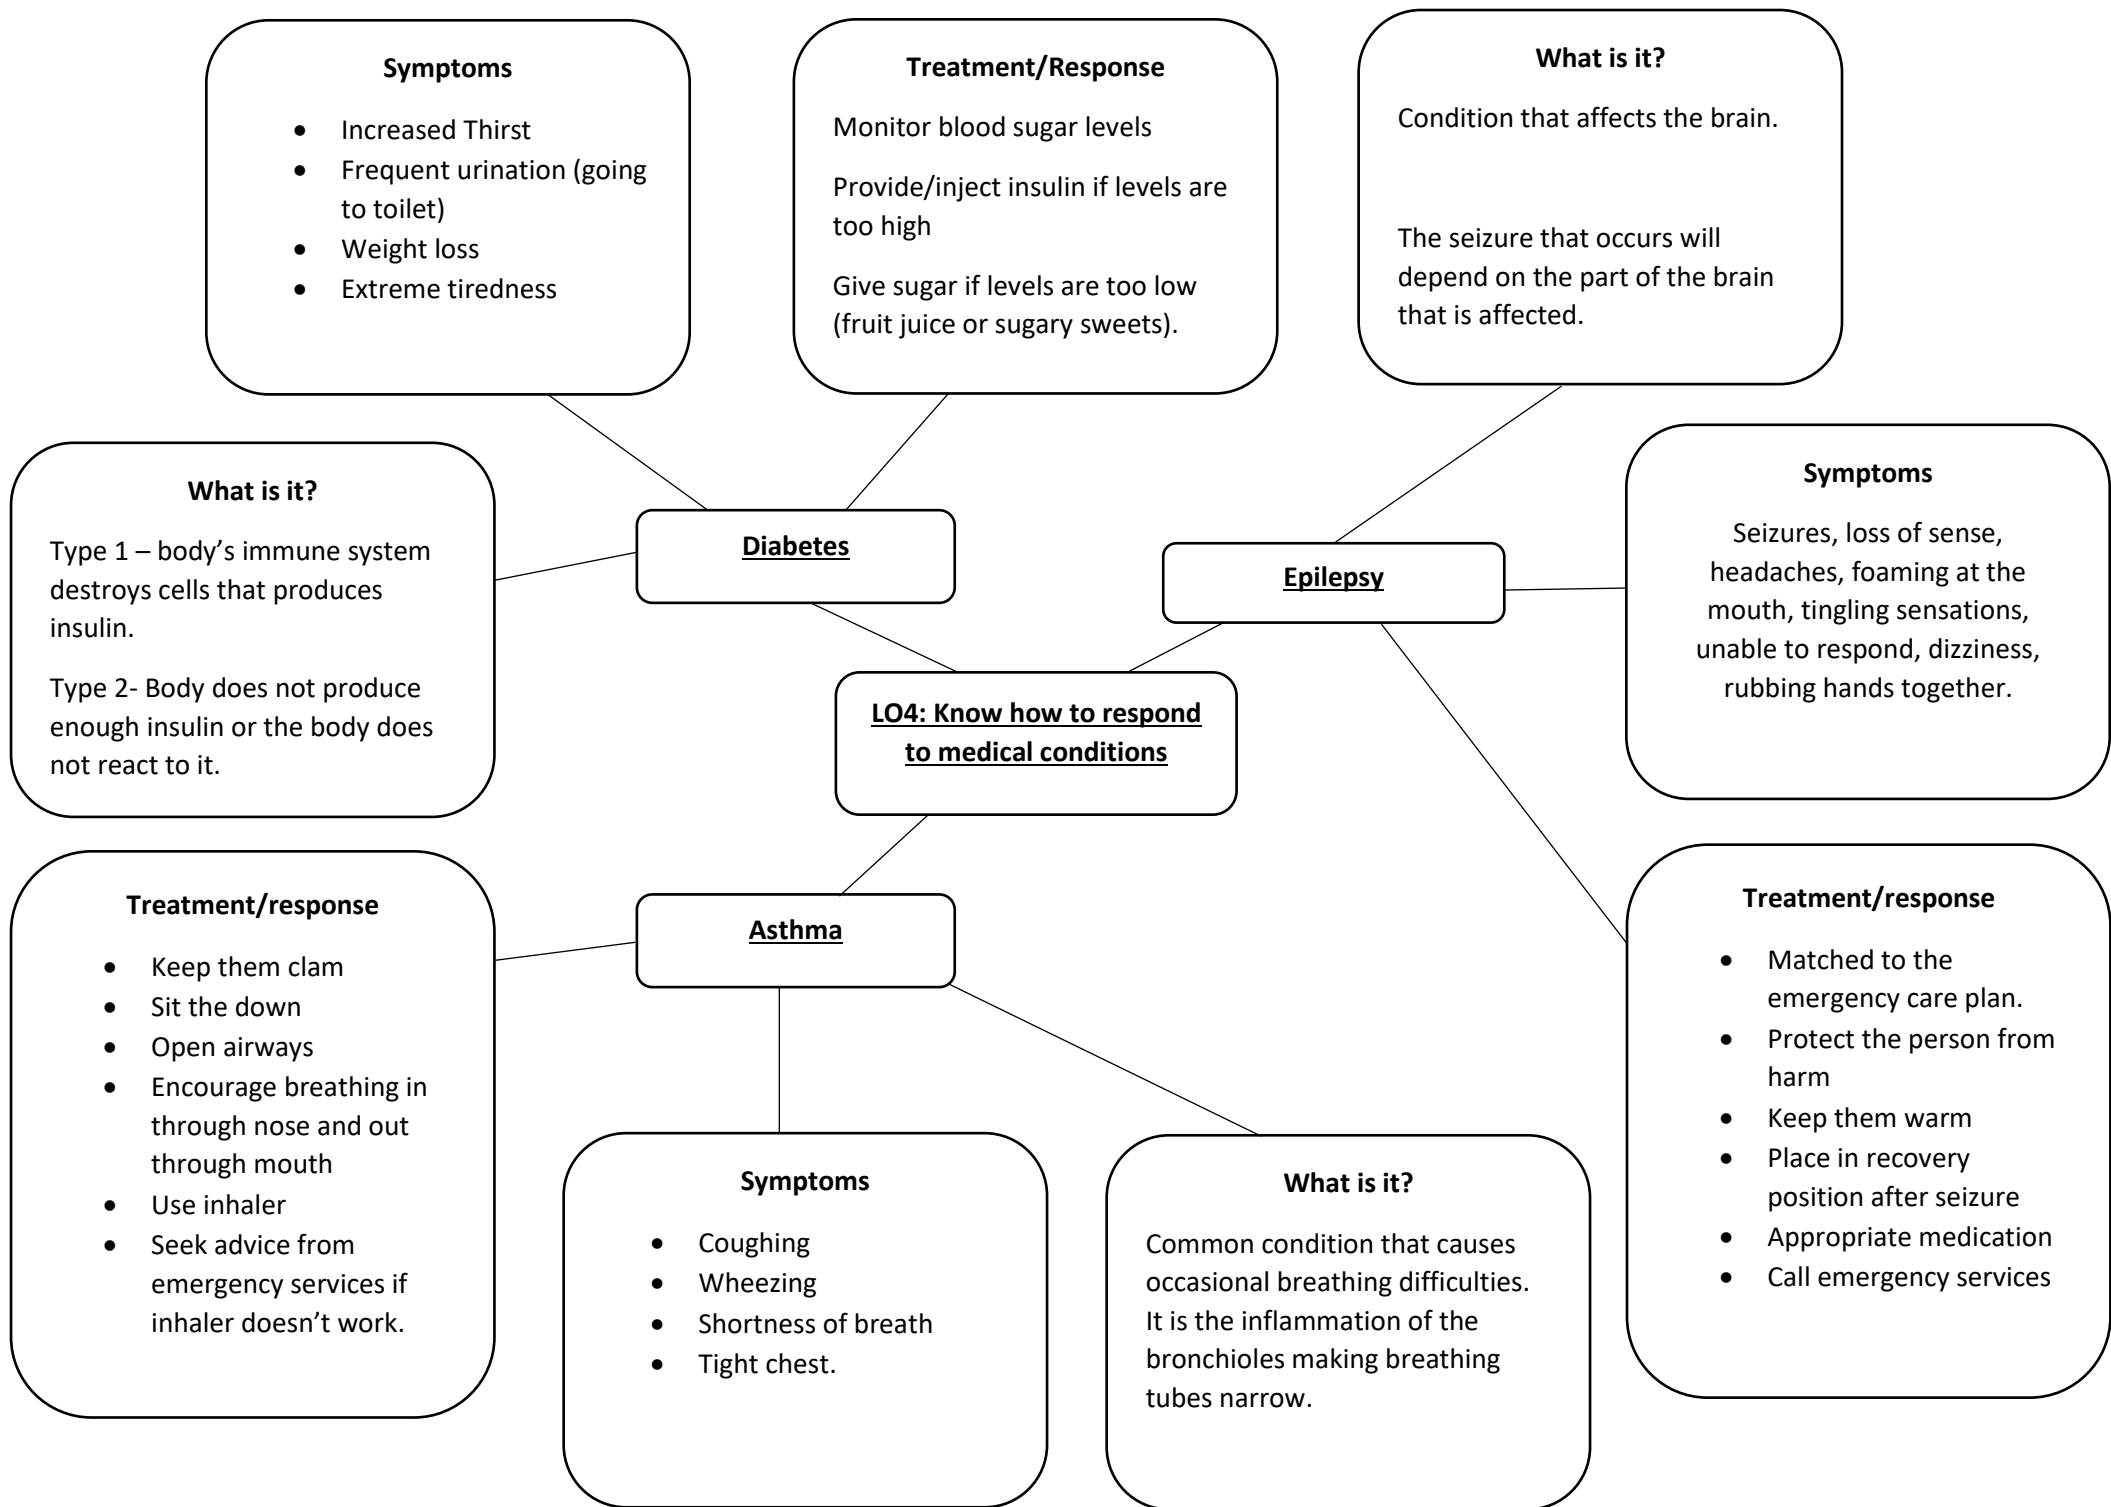 Symptoms
• Increased Thirst
• Frequent urination (going
to toilet)
• Weight loss
• Extreme tiredness
Treatment/Response
Monitor blood sugar levels
Provide/inject insulin if levels are
too high
Give sugar if levels are too low
(fruit juice or sugary sweets).
What is it?
Condition that affects the brain.
The seizure that occurs will
depend on the part of the brain
that is affected.
What is it?
Type 1 – body’s immune system
destroys cells that produces
insulin.
Type 2- Body does not produce
enough insulin or the body does
not react to it.
Diabetes
Epilepsy
Symptoms
Seizures, loss of sense,
headaches, foaming at the
mouth, tingling sensations,
unable to respond, dizziness,
rubbing hands together.
LO4: Know how to respond
to medical conditions
Treatment/response
• Keep them clam
• Sit the down
• Open airways
• Encourage breathing in
through nose and out
through mouth
• Use inhaler
• Seek advice from
emergency services if
inhaler doesn’t work.
Asthma
Symptoms
• Coughing
• Wheezing
• Shortness of breath
• Tight chest.
What is it?
Common condition that causes
occasional breathing difficulties.
It is the inflammation of the
bronchioles making breathing
tubes narrow.
Treatment/response
• Matched to the
emergency care plan.
• Protect the person from
harm
• Keep them warm
• Place in recovery
position after seizure
• Appropriate medication
• Call emergency services